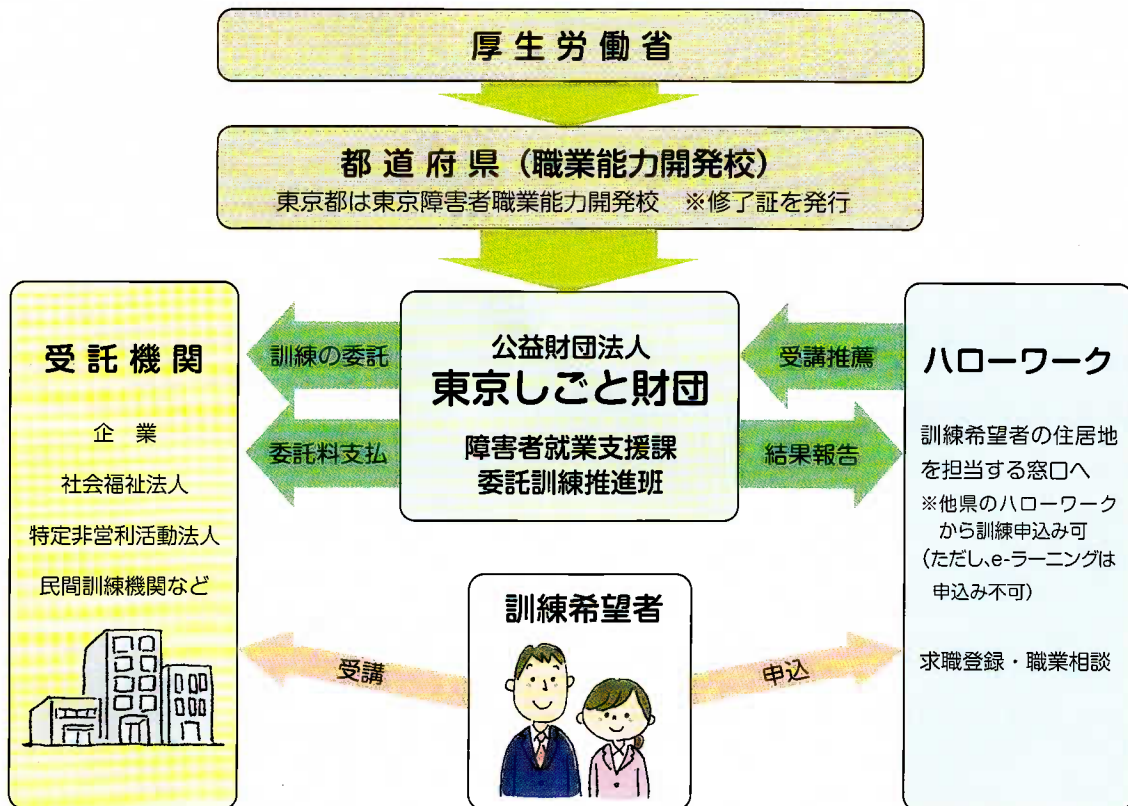 厚生労働省
都道府県（職業能力開発校）
東京都は東京障害者職業能力開発校　※修了証を発行
受託機関
企　業
社会福祉法人
特定非営利活動法人
民間訓練機関など
訓練の委託
委託料支払
公益財団法人
東京しごと財団
障害者就業支援課
委託訓練推進班
受講推薦
結果報告
ハローワーク
訓練希望者の住居地
を担当する窓口へ
※他県のハローワーク
から訓練申込み可
（ただし、e-ラーニングは
申込み不可）
求職登録・職業相談
訓練希望者
受講
申込